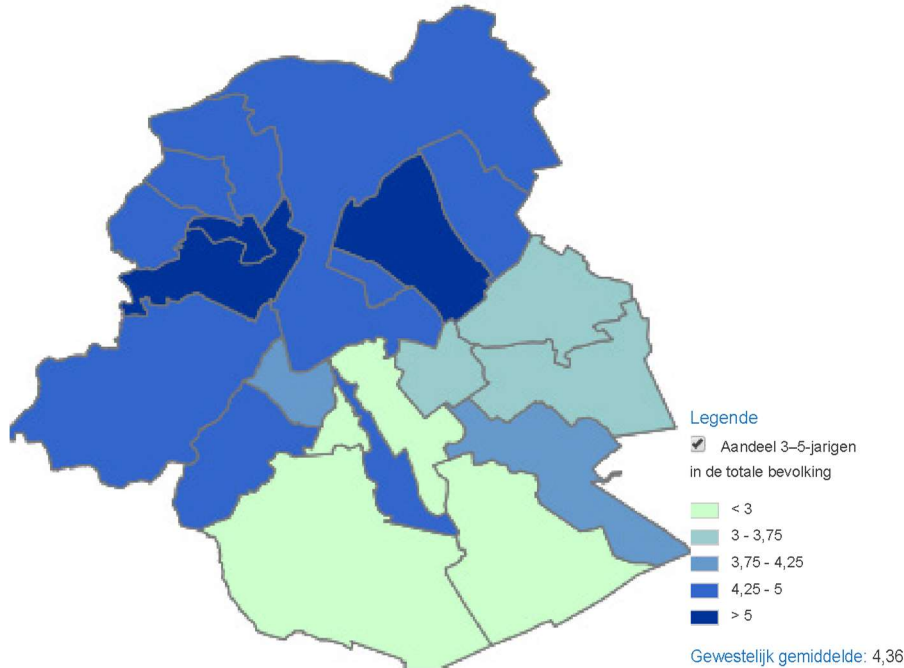 Legende
Aandeel 3–5-jarigen
in de totale bevolking
< 3
3 - 3,75
3,75 - 4,25
4,25 - 5
> 5
Gewestelijk gemiddelde: 4,36